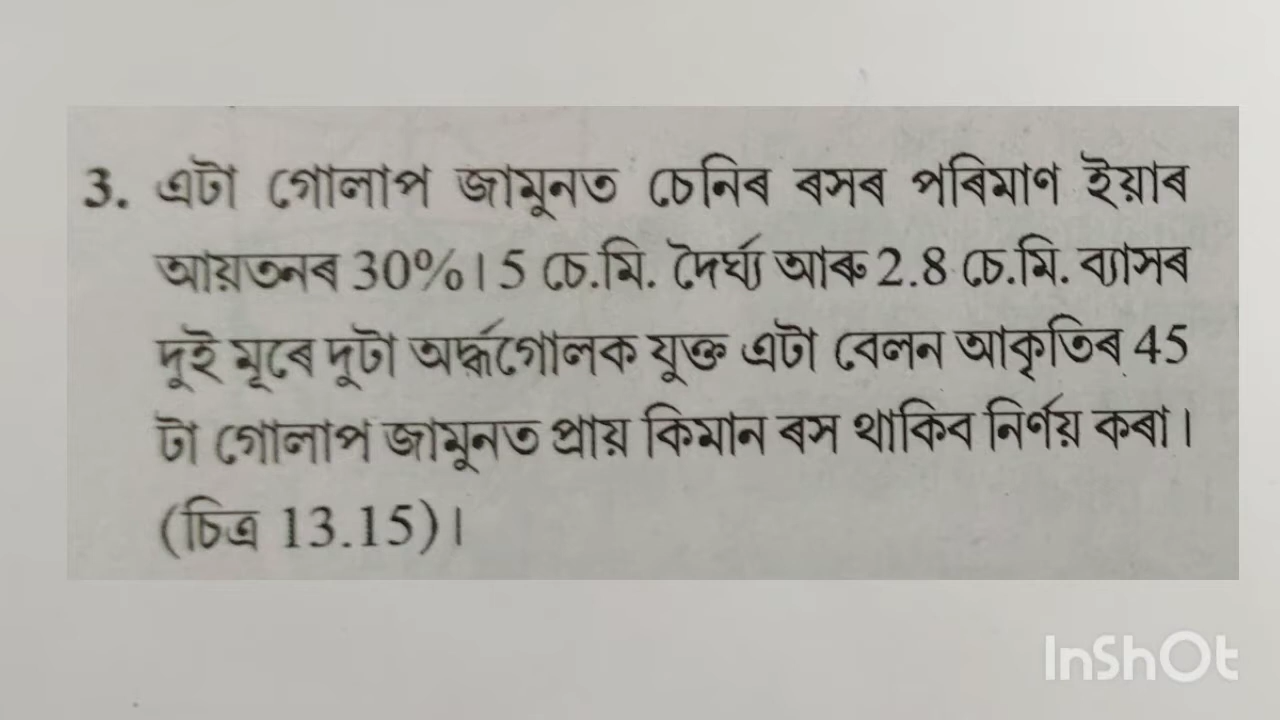 3. এটা গোলাপ জামূনত চেনিৰ ৰসৰ পৰিমাণ ইয়াৰ
আয়তনৰ 30%। 5 চে.মি. দৈৰ্ঘ্য আৰু 2.8 চে.মি. ব্যাসৰ
দুই মূৰে দুটা অৰ্দ্ধগোলক যুক্ত এটা বেলন আকৃতিৰ 45
টা গোলাপ জামূনত প্ৰায় কিমান ৰস থাকিব নিৰ্ণয় কৰা।
(চিত্ৰ 13.15)।
InShOt